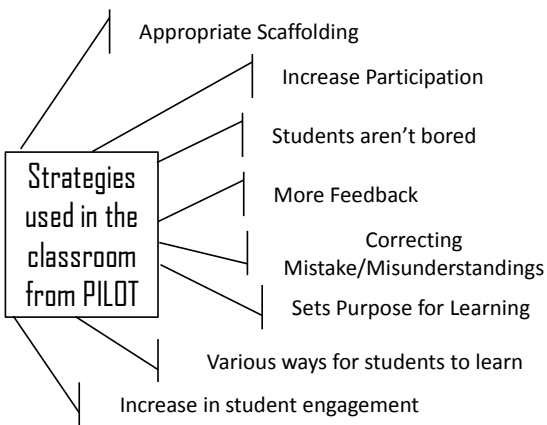 Appropriate Scaffolding
Increase Participation
Students aren’t bored
Strategies
used in the
classroom
from PILOT
More Feedback
Correcting
Mistake/Misunderstandings
Sets Purpose for Learning
Various ways for students to learn
Increase in student engagement